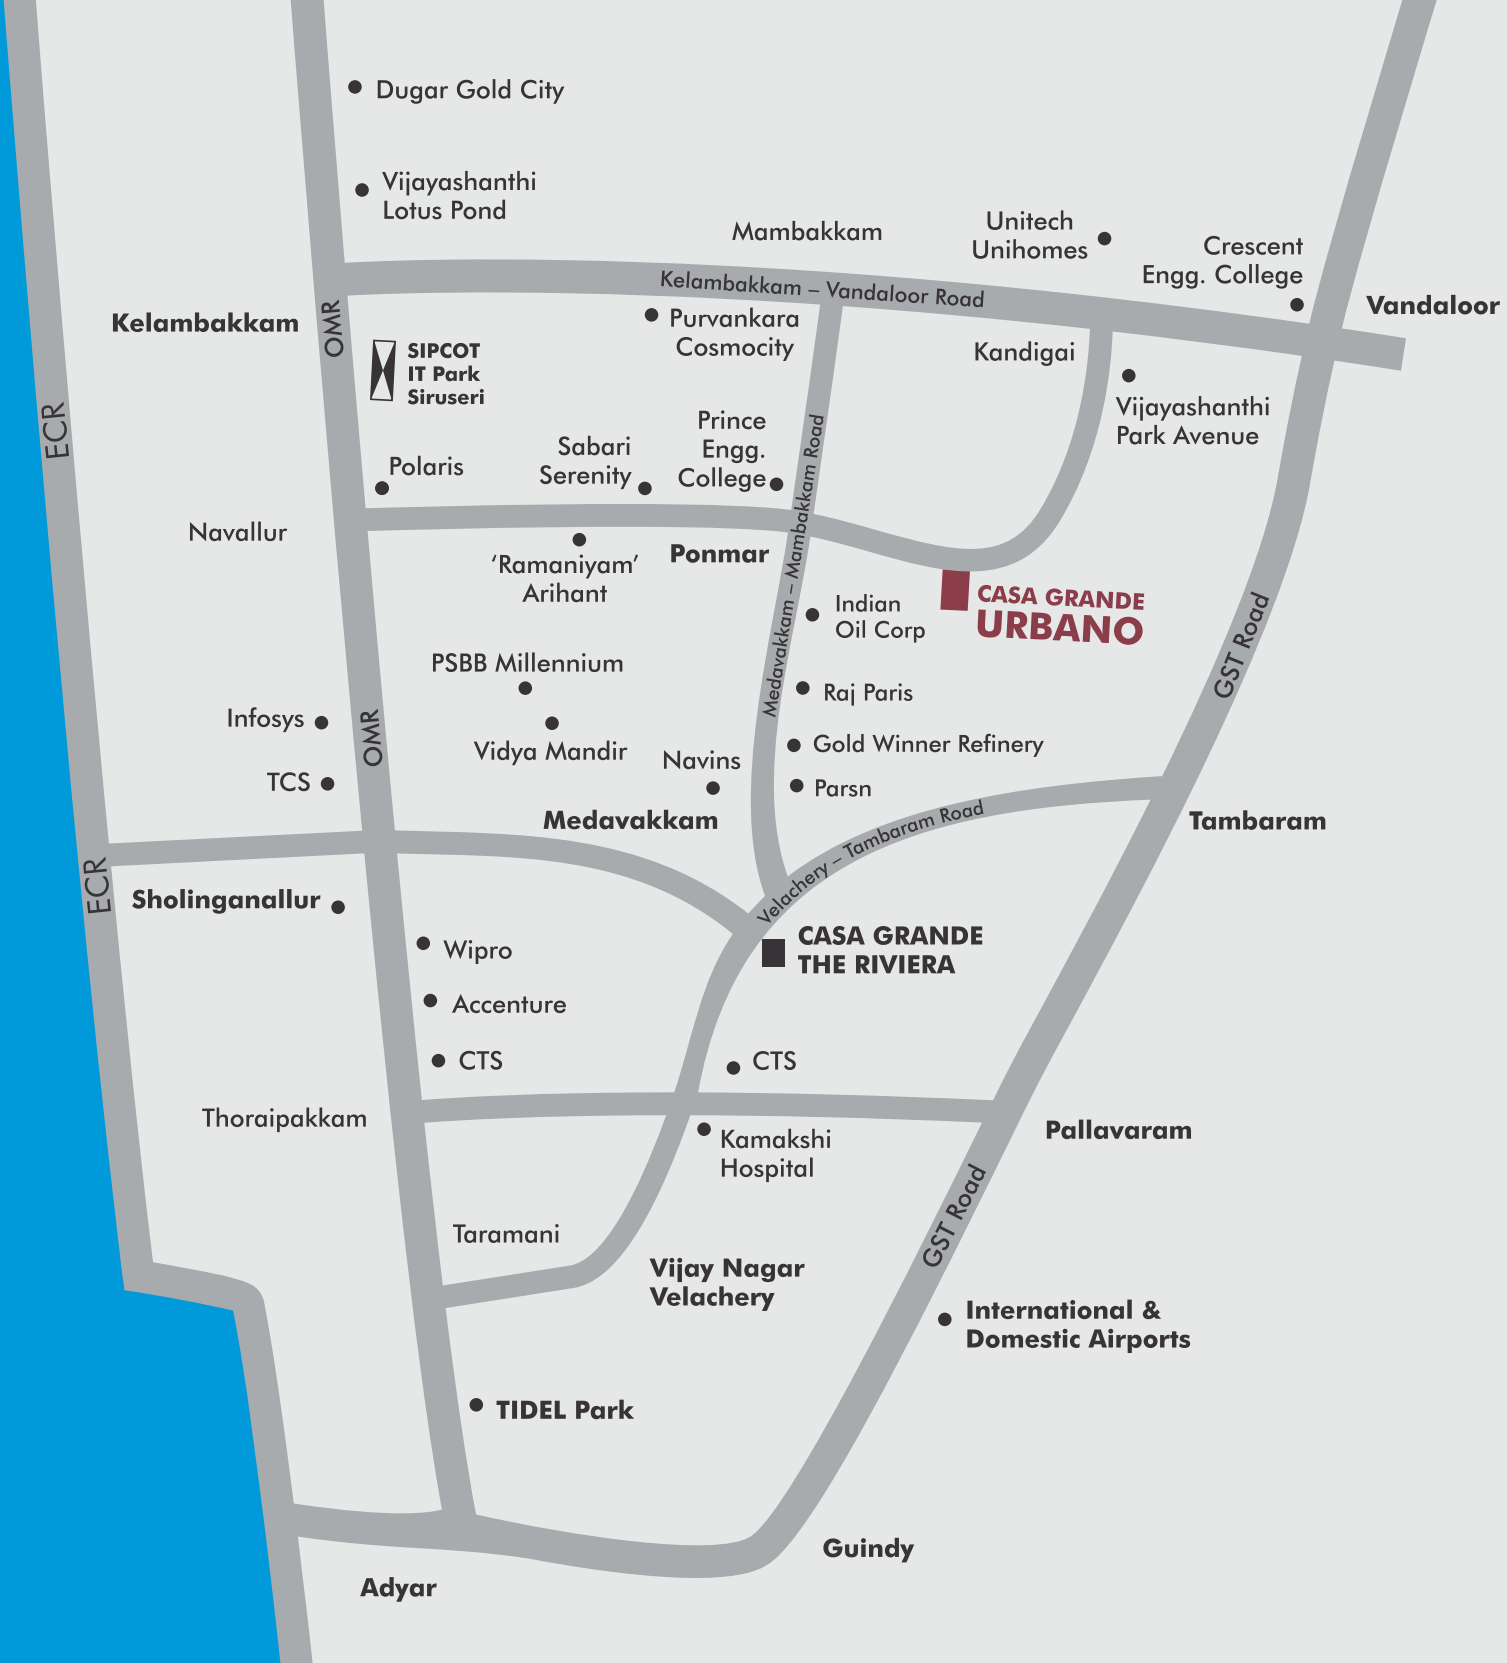 Dugar Gold City
Vijayashanthi
Lotus Pond
Mambakkam
Unitech
Unihomes
Crescent
Engg. College
Kelambakkam – Vandaloor Road
Vandaloor
Kelambakkam
OMR
Purvankara
Cosmocity
Kandigai
SIPCOT
IT Park
Siruseri
Vijayashanthi
Park Avenue
ECR
Prince
Engg.
College
Sabari
Serenity
Polaris
Medavakkam – Mambakkam Road
Navallur
'Ramaniyam'
Arihant
Ponmar
Indian
Oil Corp
CASA GRANDE
URBANO
GST Road
PSBB Millennium
Raj Paris
Infosys
OMR
Vidya Mandir
Gold Winner Refinery
Navins
TCS
Parsn
Medavakkam
Velachery – Tambaram Road
Tambaram
ECR
Sholinganallur
Wipro
CASA GRANDE
THE RIVIERA
Accenture
CTS
CTS
Thoraipakkam
Pallavaram
Kamakshi
Hospital
GST Road
Taramani
Vijay Nagar
Velachery
International &
Domestic Airports
TIDEL Park
Guindy
Adyar